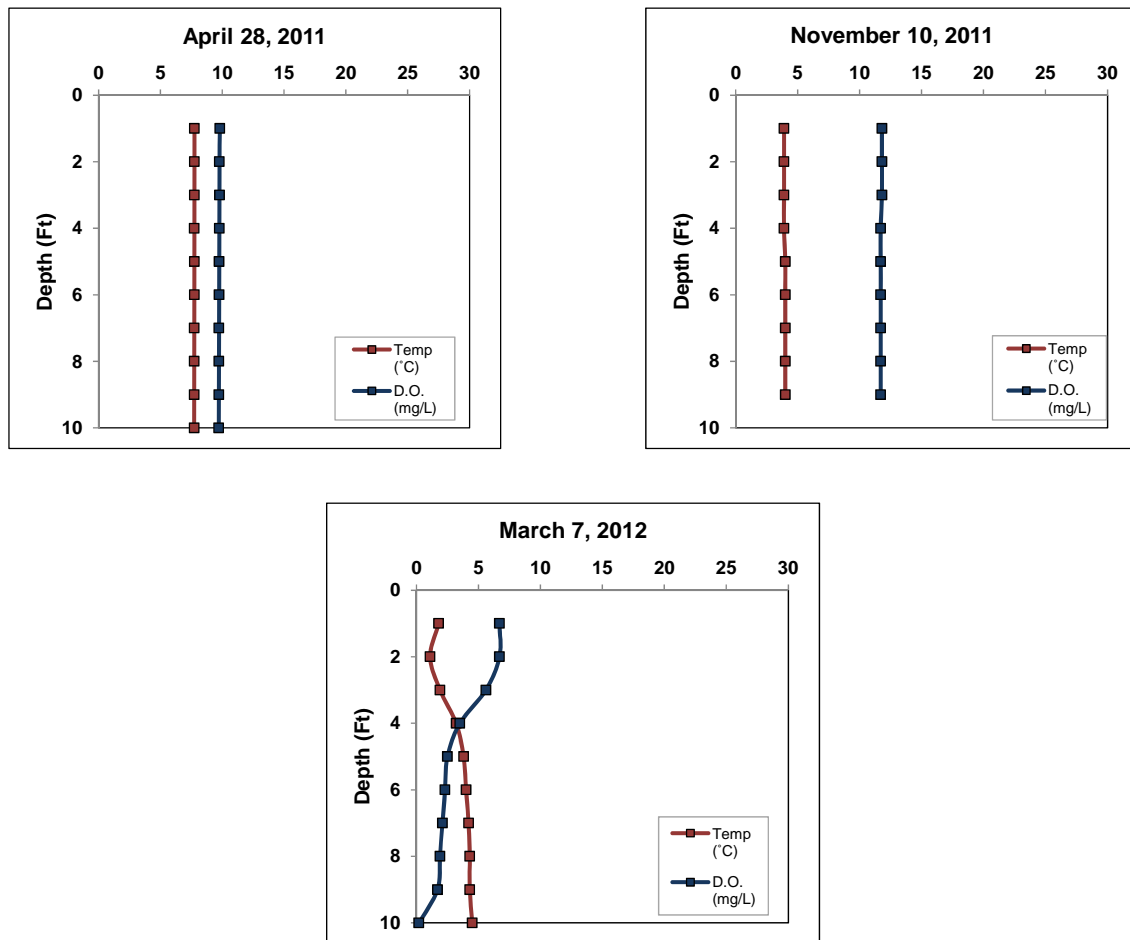 April 28, 2011
0 5 10 15 20 25 30
0
2
4
6
8
10
Depth (Ft)
Temp
(˚C)
D.O.
(mg/L)
November 10, 2011
0 5 10 15 20 25 30
0
2
4
6
8
10
Depth (Ft)
Temp
(˚C)
D.O.
(mg/L)
March 7, 2012
0 5 10 15 20 25 30
0
2
4
6
8
10
Depth (Ft)
Temp
(˚C)
D.O.
(mg/L)